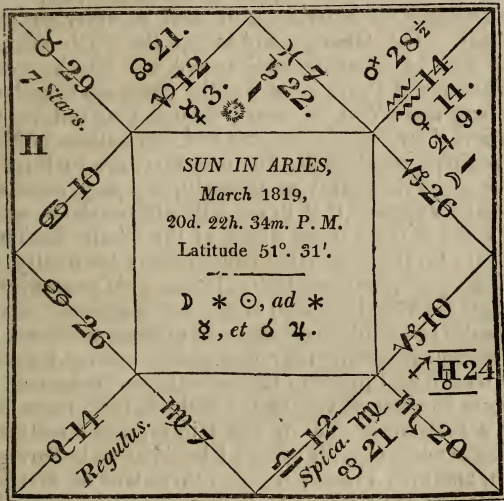 ♉ 29
7 Stars.
☊ 21.
♈ 12
☿ 3.
☉
♓ 7
♄ 22.
♂ 28½
♒ 14
♀ 14.
♃ 9.
☽
♑ 26
♊
♋ 10
SUN IN ARIES,
March 1819,
20d. 22h. 34m. P. M.
Latitude 51°. 31'.
☽ ⚹ ☉, ad ⚹
☿, et ☌ ♃.
♋ 26
♑ 10
♐ ♅ 24
♌ 14
Regulus.
♍ 7
♎ 12
Spica. ♍
☋ 21
♏ 20